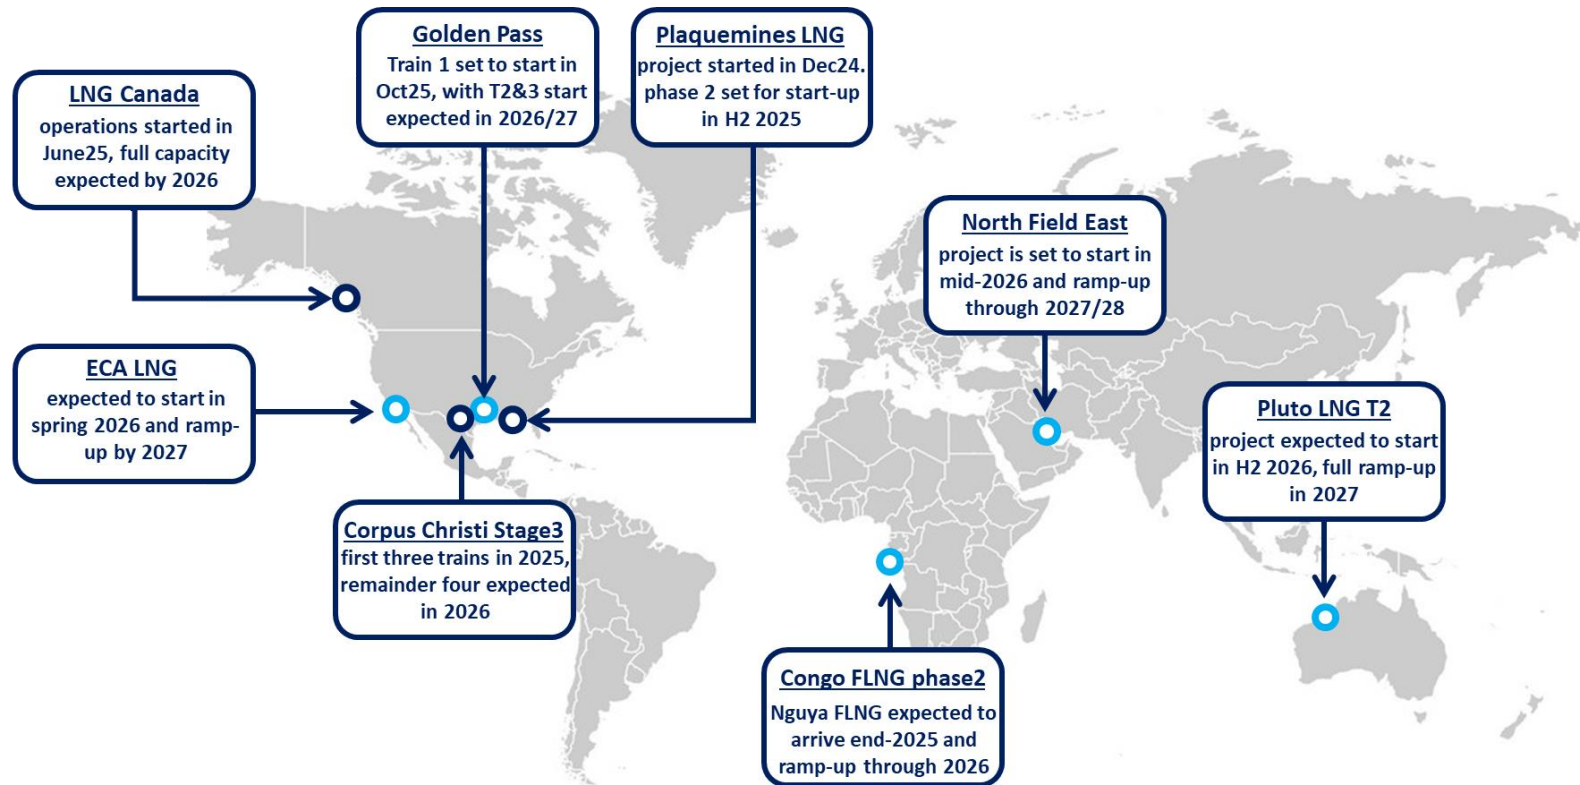 Golden Pass
Train 1 set to start in
Oct25, with T2&3 start
expected in 2026/27
Plaquemines LNG
project started in Dec24.
phase 2 set for start-up
in H2 2025
LNG Canada
operations started in
June25, full capacity
expected by 2026
North Field East
project is set to start in
mid-2026 and ramp-up
through 2027/28
ECA LNG
expected to start in
spring 2026 and ramp-
up by 2027
Pluto LNG T2
project expected to start
in H2 2026, full ramp-up
in 2027
Corpus Christi Stage3
first three trains in 2025,
remainder four expected
in 2026
Congo FLNG phase2
Nguya FLNG expected to
arrive end-2025 and
ramp-up through 2026